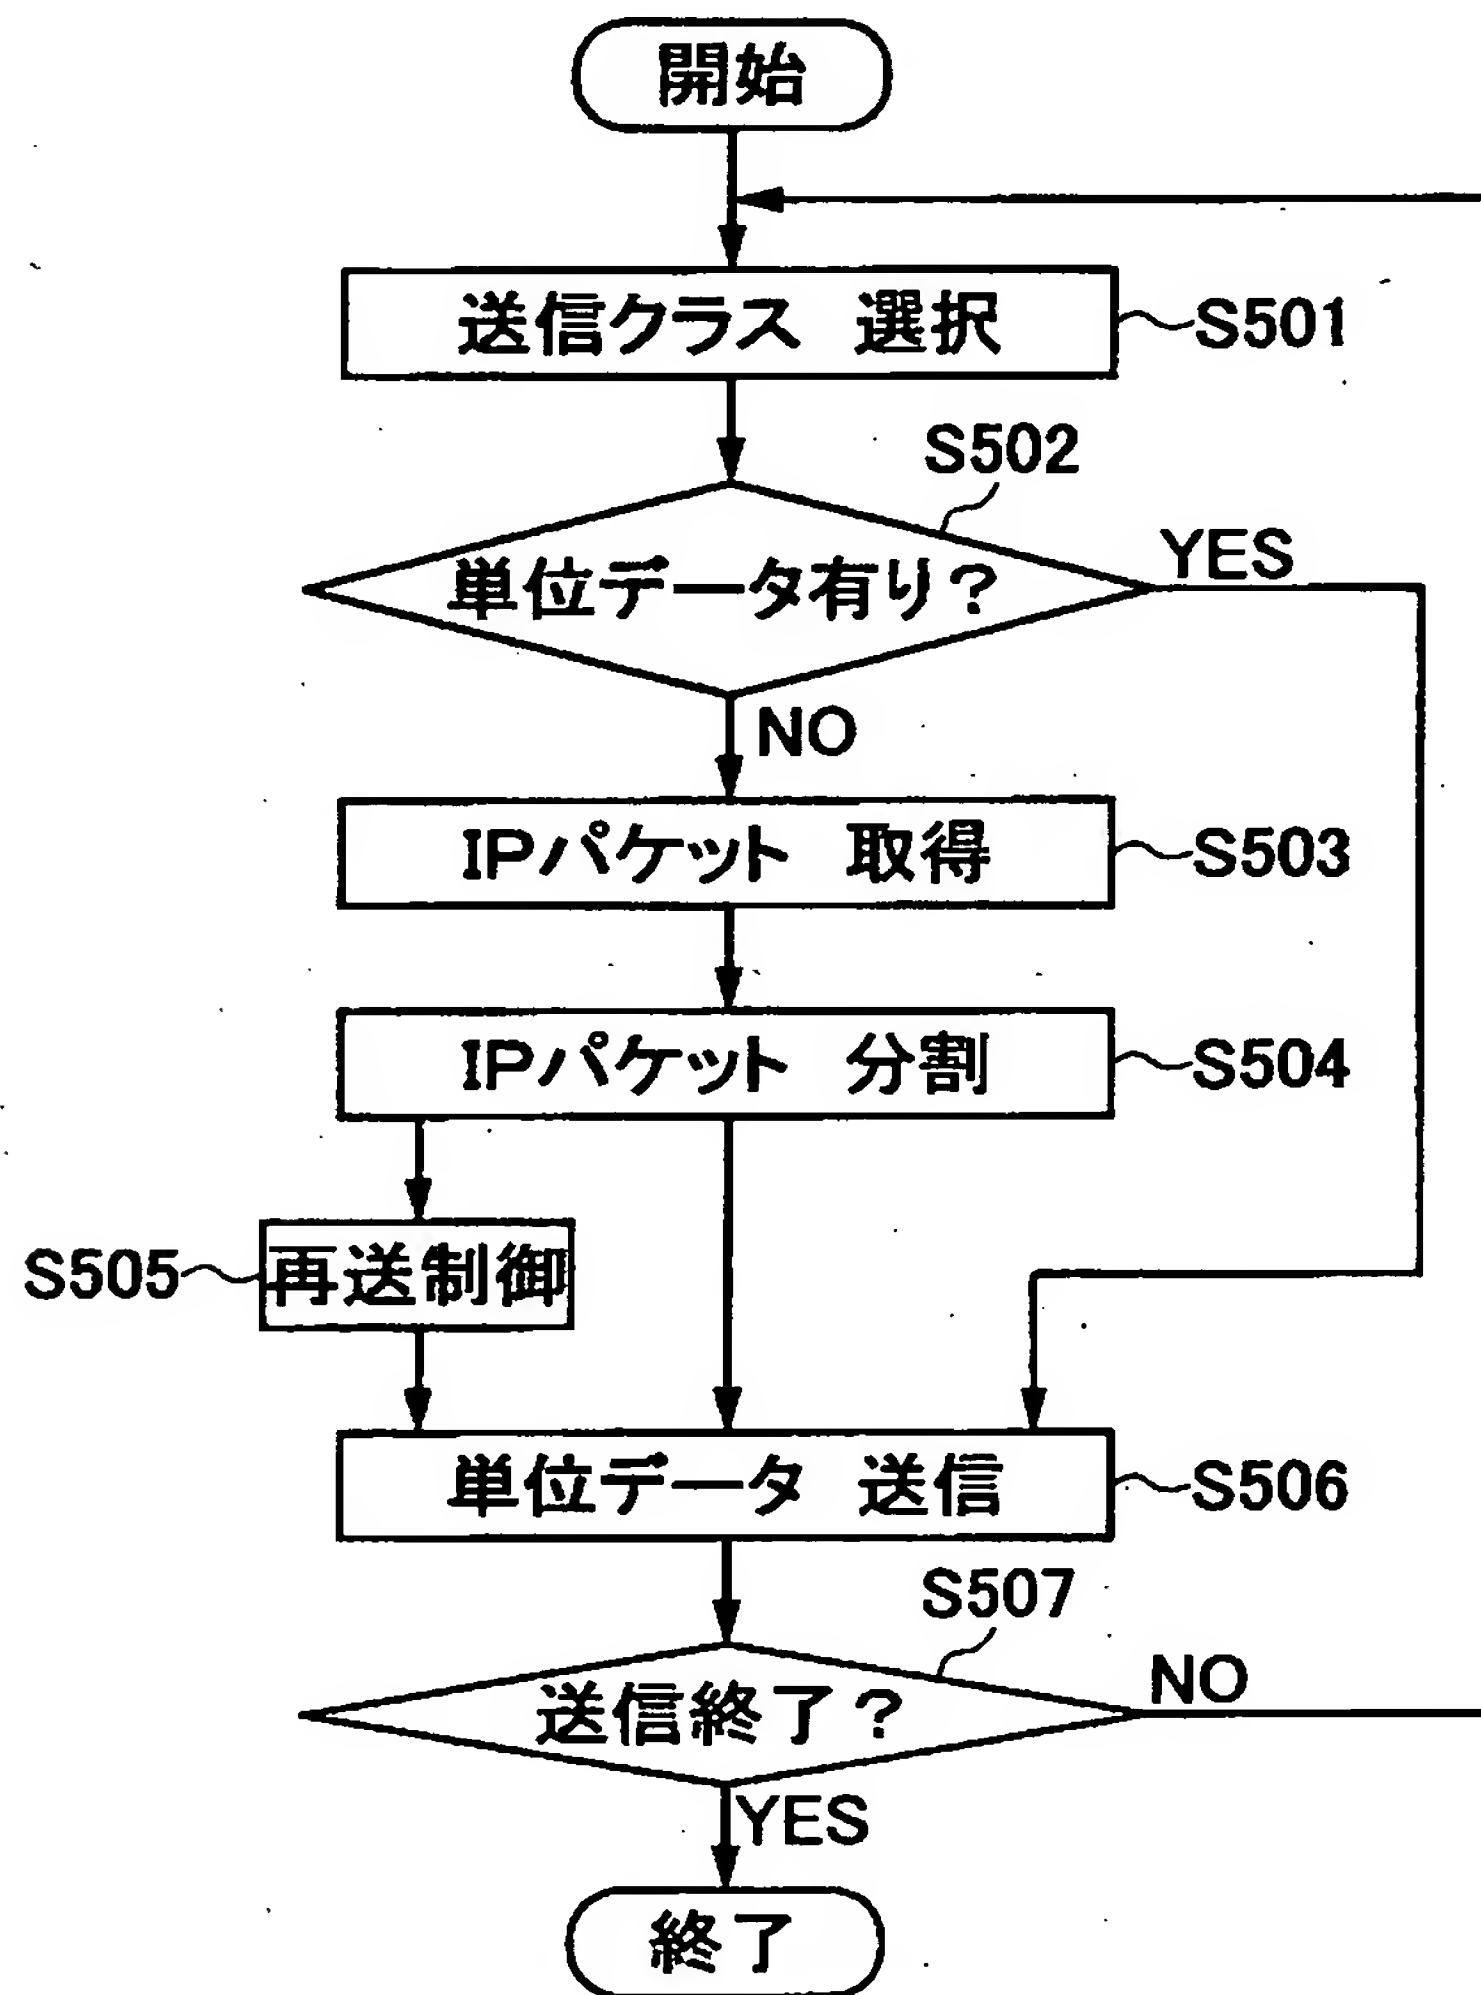 開始
送信クラス 選択
S501
S502
単位データ有り?
YES
NO
IPパケット 取得
S503
IPパケット 分割
S504
S505
再送制御
単位データ 送信
S506
S507
送信終了?
NO
YES
終了